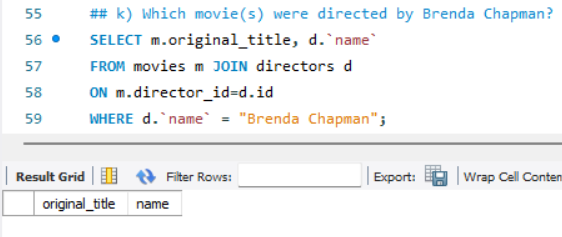 55 ## k) Which movie(s) were directed by Brenda Chapman?
56 SELECT m.original_title, d.`name`
57 FROM movies m JOIN directors d
58 ON m.director_id=d.id
59 WHERE d.`name` = "Brenda Chapman";
Result Grid Filter Rows: Export: Wrap Cell Conten
original_title name